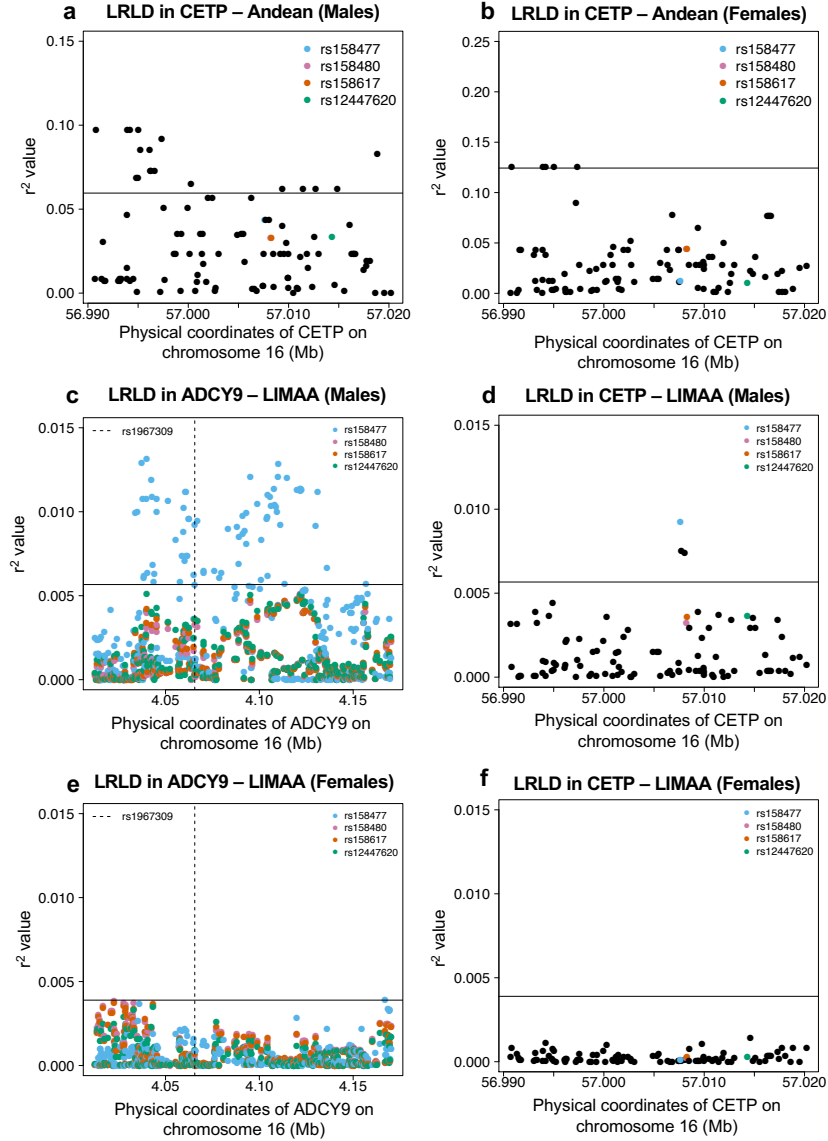 a LRLD in CETP – Andean (Males)
0.15
0.10
0.05
0.00
r² value
rs158477
rs158480
rs158617
rs12447620
56.990 57.000 57.010 57.020
Physical coordinates of CETP on
chromosome 16 (Mb)
b LRLD in CETP – Andean (Females)
0.25
0.20
0.15
0.10
0.05
0.00
r² value
rs158477
rs158480
rs158617
rs12447620
56.990 57.000 57.010 57.020
Physical coordinates of CETP on
chromosome 16 (Mb)
c LRLD in ADCY9 – LIMAA (Males)
0.015
0.010
0.005
0.000
r² value
rs1967309
rs158477
rs158480
rs158617
rs12447620
4.05 4.10 4.15
Physical coordinates of ADCY9 on
chromosome 16 (Mb)
d LRLD in CETP – LIMAA (Males)
0.015
0.010
0.005
0.000
r² value
rs158477
rs158480
rs158617
rs12447620
56.990 57.000 57.010 57.020
Physical coordinates of CETP on
chromosome 16 (Mb)
e LRLD in ADCY9 – LIMAA (Females)
0.015
0.010
0.005
0.000
r² value
rs1967309
rs158477
rs158480
rs158617
rs12447620
4.05 4.10 4.15
Physical coordinates of ADCY9 on
chromosome 16 (Mb)
f LRLD in CETP – LIMAA (Females)
0.015
0.010
0.005
0.000
r² value
rs158477
rs158480
rs158617
rs12447620
56.990 57.000 57.010 57.020
Physical coordinates of CETP on
chromosome 16 (Mb)